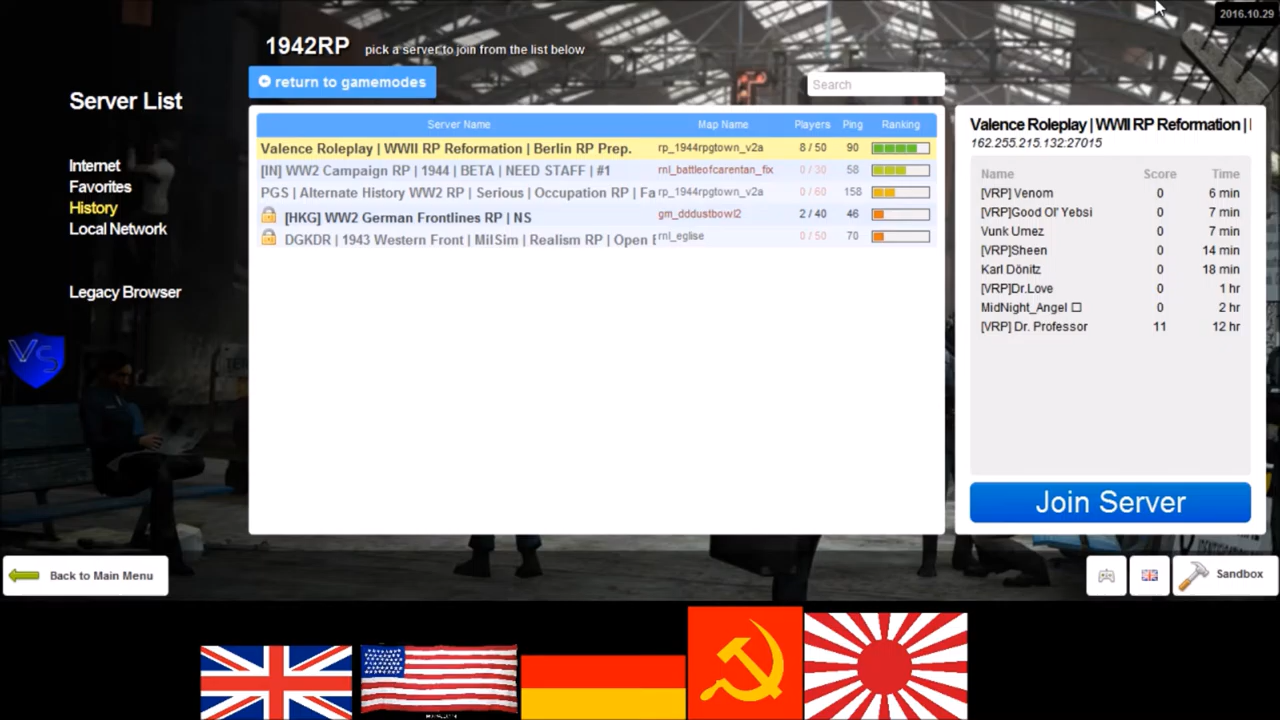 2016.10.29
1942RP pick a server to join from the list below
return to gamemodes
Search
Server List
Internet
Favorites
History
Local Network
Legacy Browser
VS
Server Name Map Name Players Ping Ranking
Valence Roleplay | WWII RP Reformation | Berlin RP Prep. rp_1944rpgtown_v2a 8 / 50 90
[IN] WW2 Campaign RP | 1944 | BETA | NEED STAFF | #1 rnl_battleofcarentan_fix 0 / 30 58
PGS | Alternate History WW2 RP | Serious | Occupation RP | Fa rp_1944rpgtown_v2a 0 / 60 158
[HKG] WW2 German Frontlines RP | NS gm_dddustbowl2 2 / 40 46
DGKDR | 1943 Western Front | MilSim | Realism RP | Open rnl_eglise 0 / 50 70
Valence Roleplay | WWII RP Reformation |
162.255.215.132:27015
Name Score Time
[VRP] Venom 0 6 min
[VRP]Good Ol' Yebsi 0 7 min
Vunk Umez 0 7 min
[VRP]Sheen 0 14 min
Karl Dönitz 0 18 min
[VRP]Dr.Love 0 1 hr
MidNight_Angel ☐ 0 2 hr
[VRP] Dr. Professor 11 12 hr
Join Server
Back to Main Menu
Sandbox